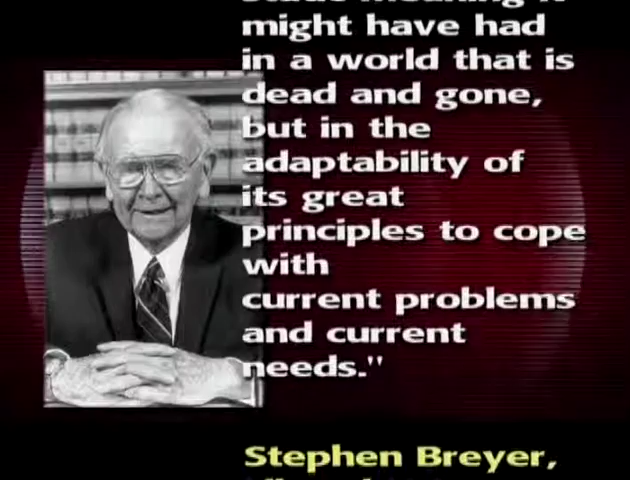 might have had
in a world that is
dead and gone,
but in the
adaptability of
its great
principles to cope
with
current problems
and current
needs."
Stephen Breyer,